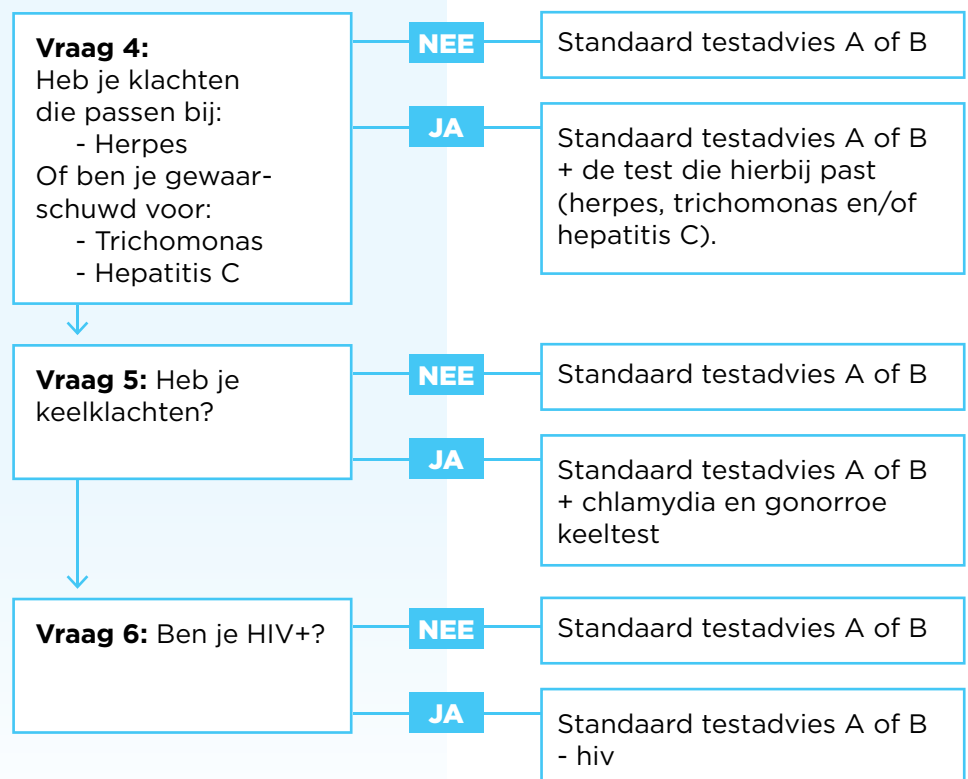 Vraag 4:
Heb je klachten
die passen bij:
- Herpes
Of ben je gewaar-
schuwd voor:
- Trichomonas
- Hepatitis C
NEE
Standaard testadvies A of B
JA
Standaard testadvies A of B
+ de test die hierbij past
(herpes, trichomonas en/of
hepatitis C).
Vraag 5: Heb je
keelklachten?
NEE
Standaard testadvies A of B
JA
Standaard testadvies A of B
+ chlamydia en gonorroe
keeltest
Vraag 6: Ben je HIV+?
NEE
Standaard testadvies A of B
JA
Standaard testadvies A of B
- hiv